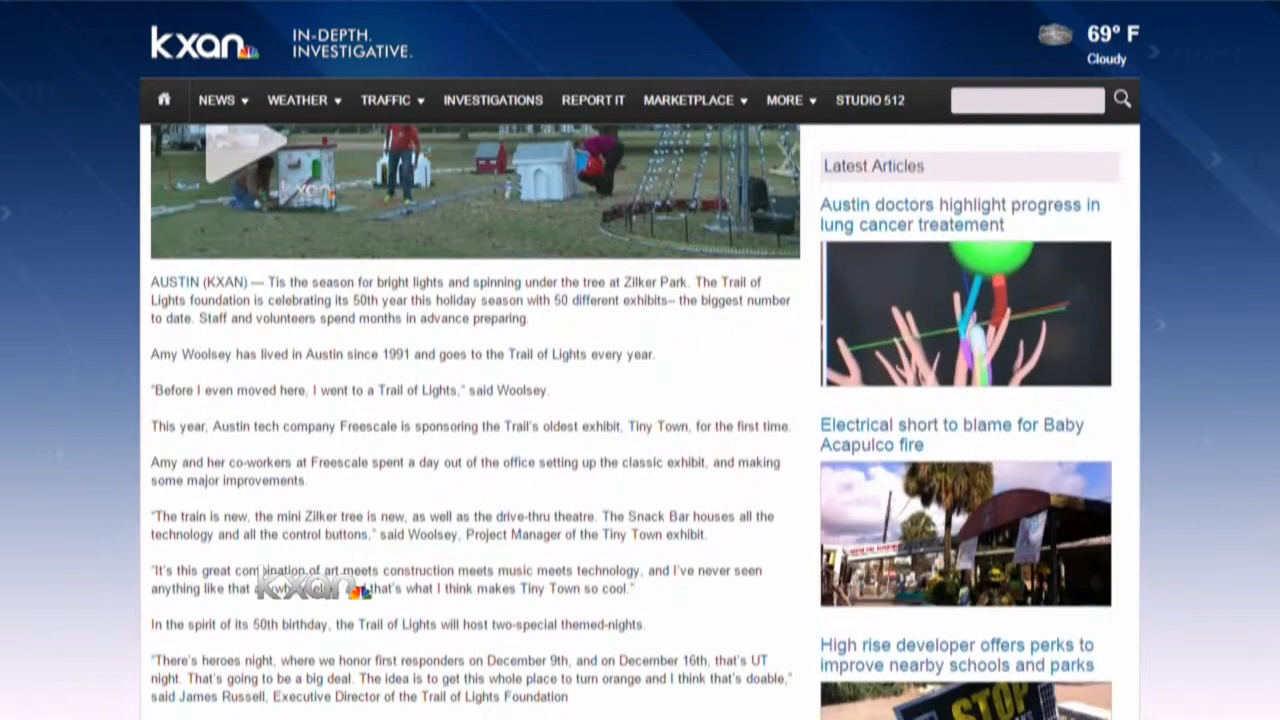 kxan
IN-DEPTH.
INVESTIGATIVE.
69° F
Cloudy
NEWS
WEATHER
TRAFFIC
INVESTIGATIONS
REPORT IT
MARKETPLACE
MORE
STUDIO 512
kxan
AUSTIN (KXAN) — Tis the season for bright lights and spinning under the tree at Zilker Park. The Trail of
Lights foundation is celebrating its 50th year this holiday season with 50 different exhibits– the biggest number
to date. Staff and volunteers spend months in advance preparing.
Amy Woolsey has lived in Austin since 1991 and goes to the Trail of Lights every year.
“Before I even moved here, I went to a Trail of Lights,” said Woolsey.
This year, Austin tech company Freescale is sponsoring the Trail’s oldest exhibit, Tiny Town, for the first time.
Amy and her co-workers at Freescale spent a day out of the office setting up the classic exhibit, and making
some major improvements.
“The train is new, the mini Zilker tree is new, as well as the drive-thru theatre. The Snack Bar houses all the
technology and all the control buttons,” said Woolsey, Project Manager of the Tiny Town exhibit.
“It’s this great combination of art meets construction meets music meets technology, and I’ve never seen
anything like that that’s what I think makes Tiny Town so cool.”
kxan
In the spirit of its 50th birthday, the Trail of Lights will host two-special themed-nights.
“There’s heroes night, where we honor first responders on December 9th, and on December 16th, that’s UT
night. That’s going to be a big deal. The idea is to get this whole place to turn orange and I think that’s doable,”
said James Russell, Executive Director of the Trail of Lights Foundation
Latest Articles
Austin doctors highlight progress in
lung cancer treatement
Electrical short to blame for Baby
Acapulco fire
High rise developer offers perks to
improve nearby schools and parks
STOP